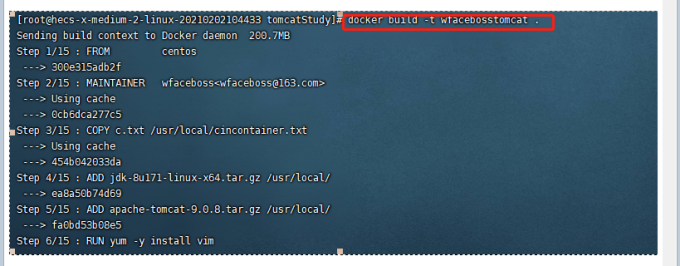 [root@hecs-x-medium-2-linux-20210202104433 tomcatStudy]# docker build -t wfacebosstomcat .
Sending build context to Docker daemon  200.7MB
Step 1/15 : FROM         centos
 ---> 300e315adb2f
Step 2/15 : MAINTAINER   wfaceboss<wfaceboss@163.com>
 ---> Using cache
 ---> 0cb6dca277c5
Step 3/15 : COPY c.txt /usr/local/cincontainer.txt
 ---> Using cache
 ---> 454b042033da
Step 4/15 : ADD jdk-8u171-linux-x64.tar.gz /usr/local/
 ---> ea8a50b74d69
Step 5/15 : ADD apache-tomcat-9.0.8.tar.gz /usr/local/
 ---> fa0bd53b08e5
Step 6/15 : RUN yum -y install vim